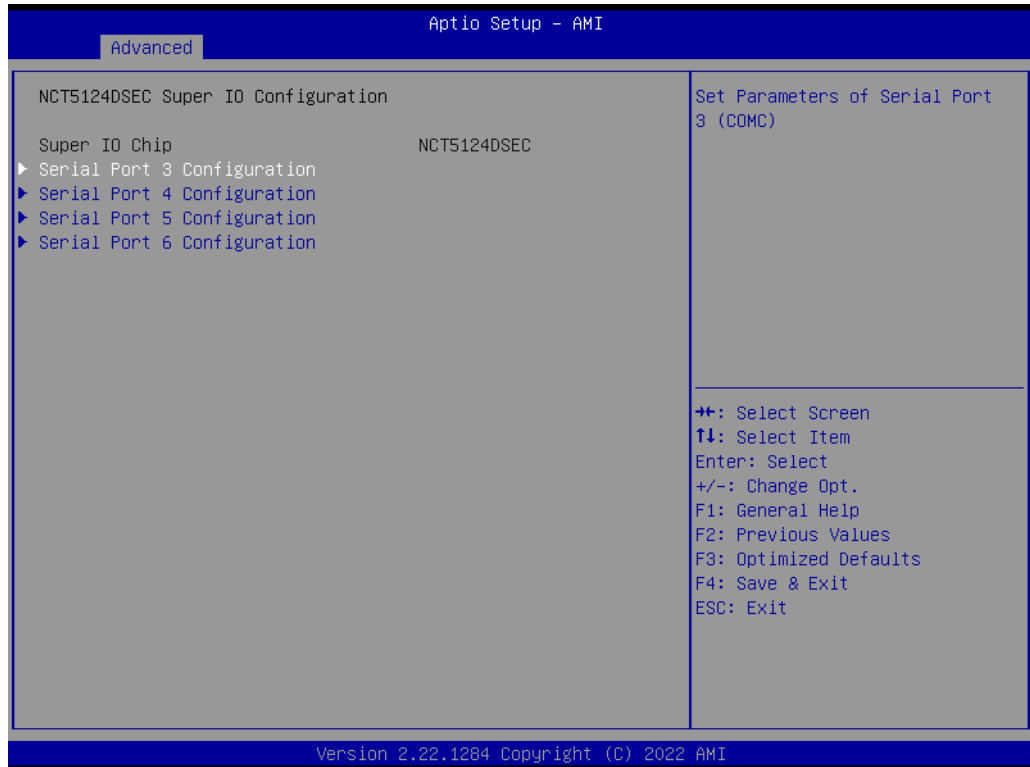 Aptio Setup – AMI
Advanced
NCT5124DSEC Super IO Configuration
Super IO Chip NCT5124DSEC
▶ Serial Port 3 Configuration
▶ Serial Port 4 Configuration
▶ Serial Port 5 Configuration
▶ Serial Port 6 Configuration
Set Parameters of Serial Port
3 (COMC)
→←: Select Screen
↑↓: Select Item
Enter: Select
+/-: Change Opt.
F1: General Help
F2: Previous Values
F3: Optimized Defaults
F4: Save & Exit
ESC: Exit
Version 2.22.1284 Copyright (C) 2022 AMI